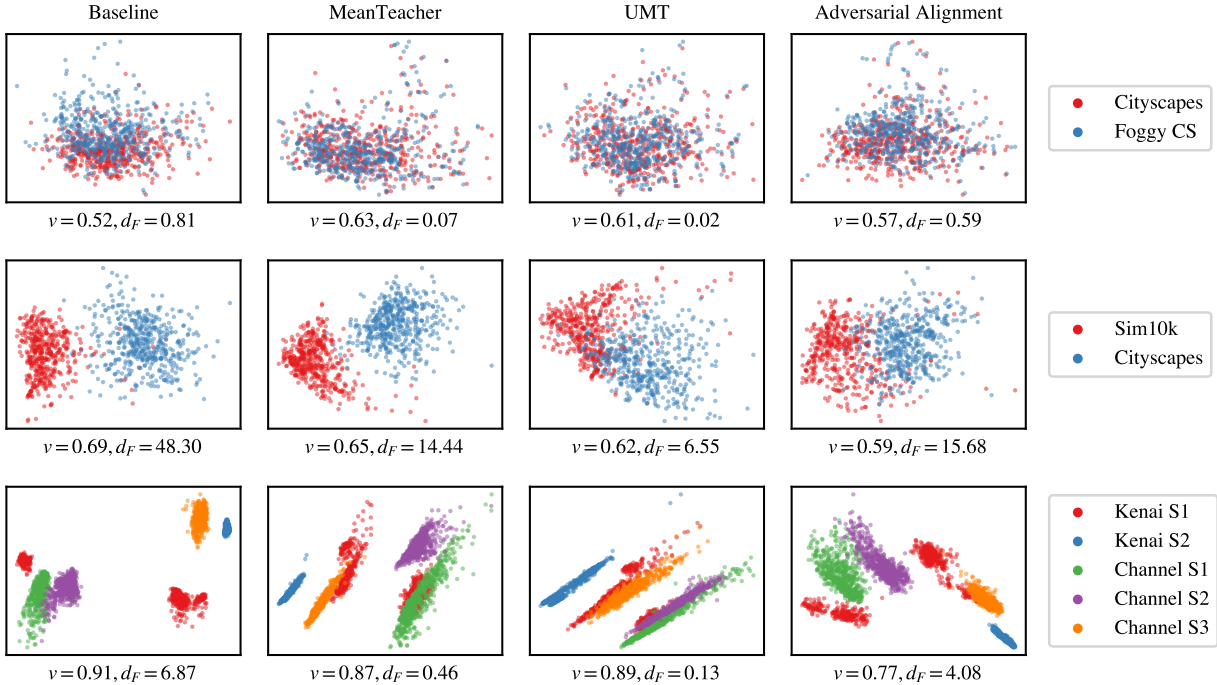 Baseline
MeanTeacher
UMT
Adversarial Alignment
Cityscapes
Foggy CS
v = 0.52, d_F = 0.81
v = 0.63, d_F = 0.07
v = 0.61, d_F = 0.02
v = 0.57, d_F = 0.59
Sim10k
Cityscapes
v = 0.69, d_F = 48.30
v = 0.65, d_F = 14.44
v = 0.62, d_F = 6.55
v = 0.59, d_F = 15.68
Kenai S1
Kenai S2
Channel S1
Channel S2
Channel S3
v = 0.91, d_F = 6.87
v = 0.87, d_F = 0.46
v = 0.89, d_F = 0.13
v = 0.77, d_F = 4.08